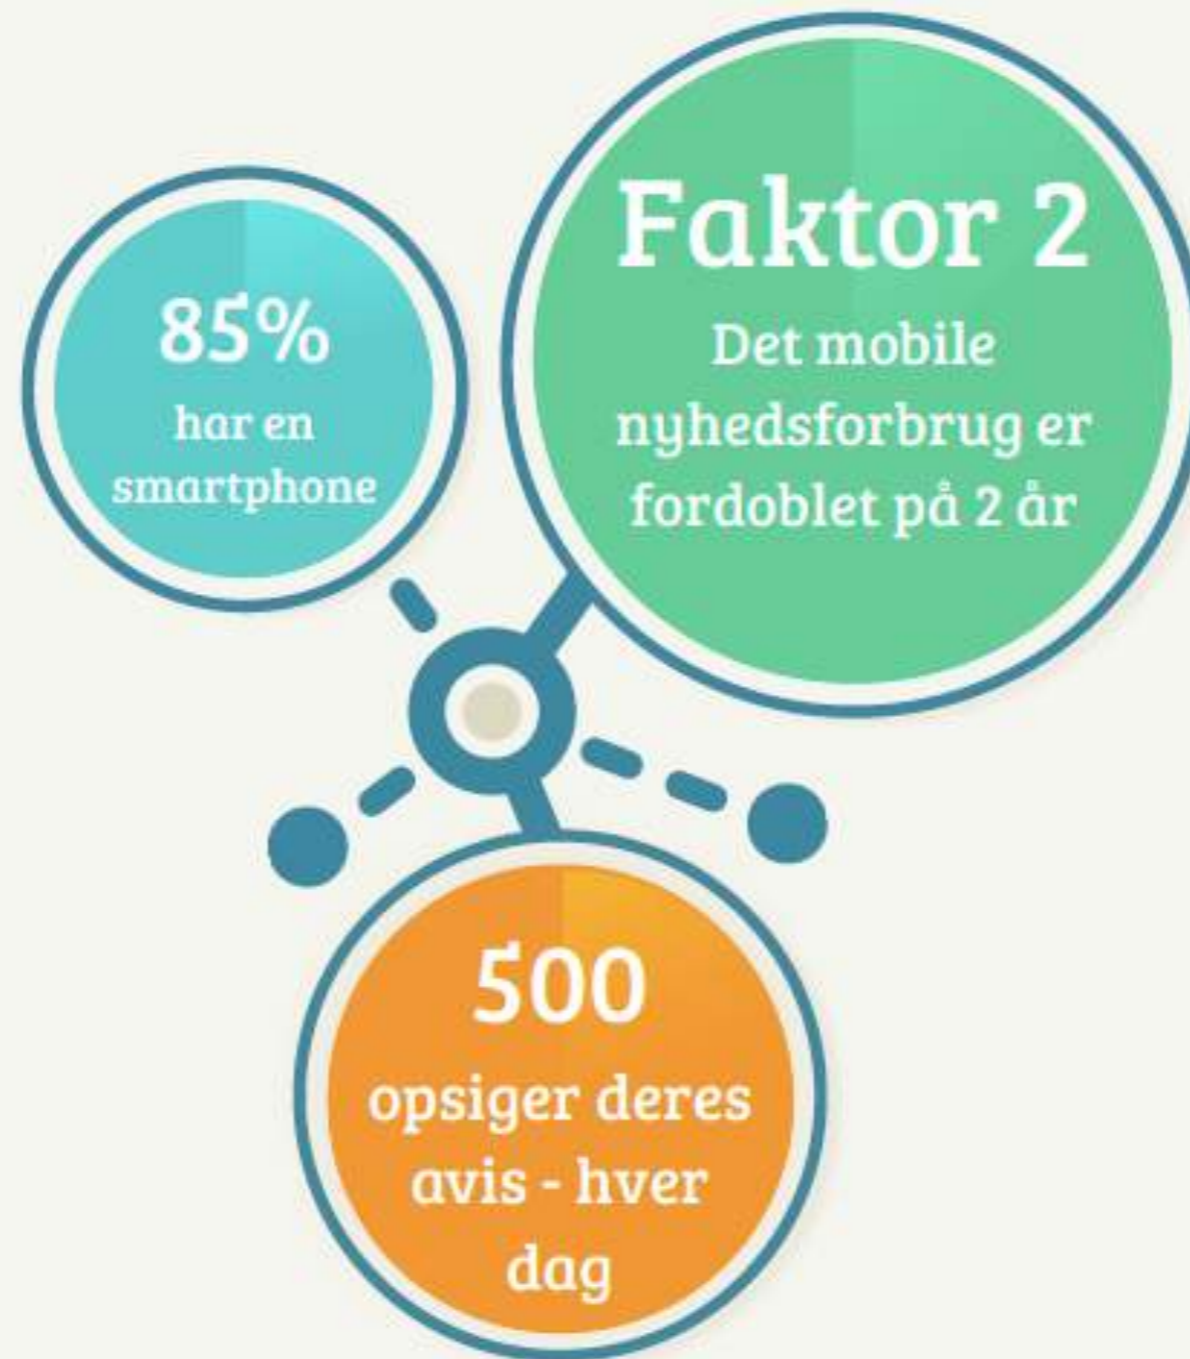 85%
har en
smartphone
Faktor 2
Det mobile
nyhedsforbrug er
fordoblet på 2 år
500
opsiger deres
avis - hver
dag